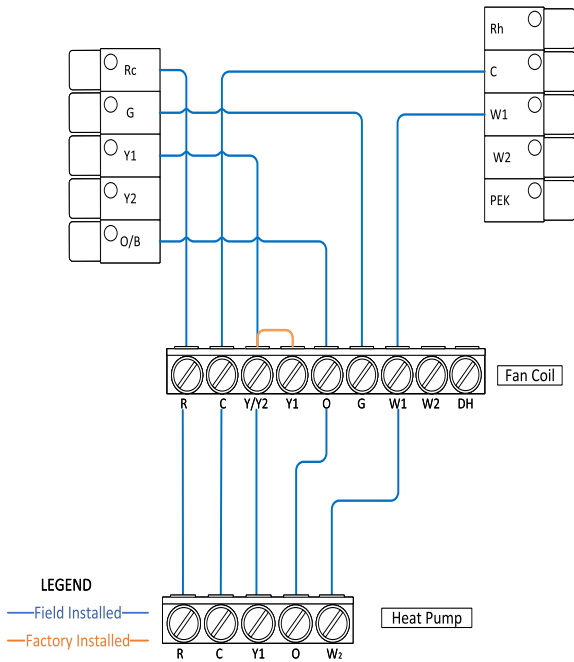 Rc
G
Y1
Y2
O/B
Rh
C
W1
W2
PEK
R C Y/Y2 Y1 O G W1 W2 DH
Fan Coil
LEGEND
Field Installed
Factory Installed
R C Y1 O W₂
Heat Pump